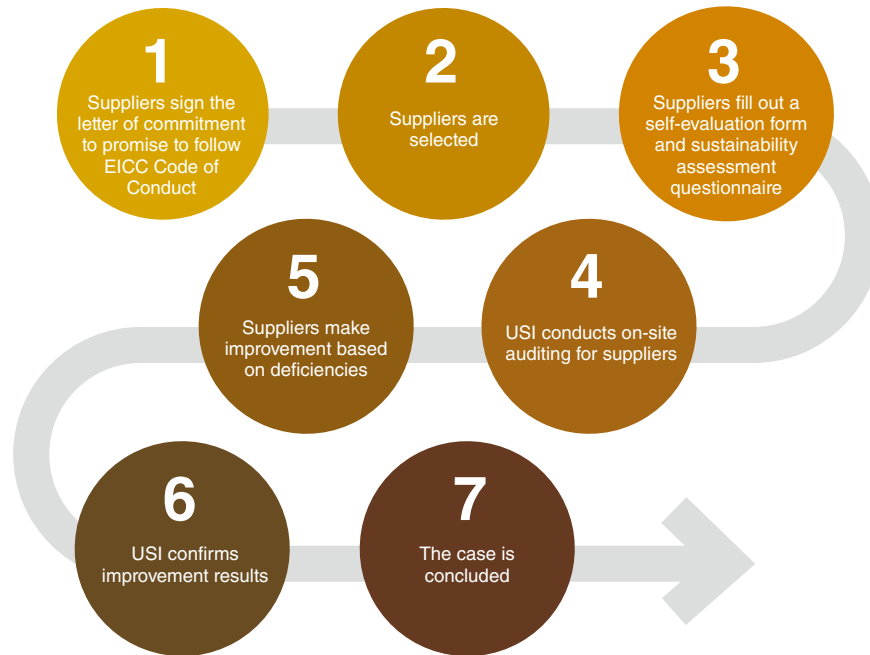 1
Suppliers sign the
letter of commitment
to promise to follow
EICC Code of
Conduct
2
Suppliers are
selected
3
Suppliers fill out a
self-evaluation form
and sustainability
assessment
questionnaire
4
USI conducts on-site
auditing for suppliers
5
Suppliers make
improvement based
on deficiencies
6
USI confirms
improvement results
7
The case is
concluded